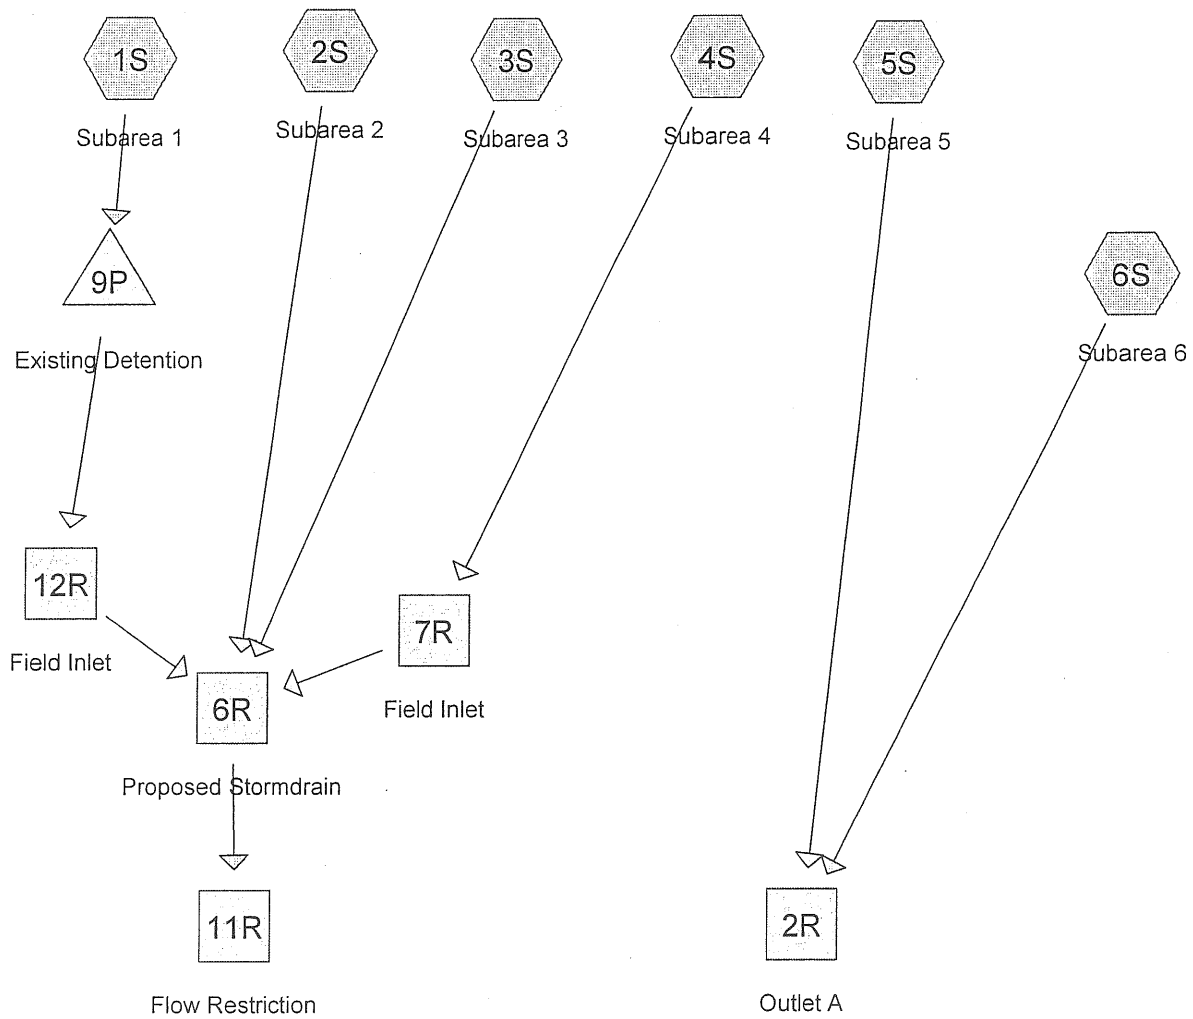 1S
2S
3S
4S
5S
Subarea 1
Subarea 2
Subarea 3
Subarea 4
Subarea 5
6S
9P
Subarea 6
Existing Detention
12R
7R
Field Inlet
6R
Field Inlet
Proposed Stormdrain
11R
2R
Flow Restriction
Outlet A